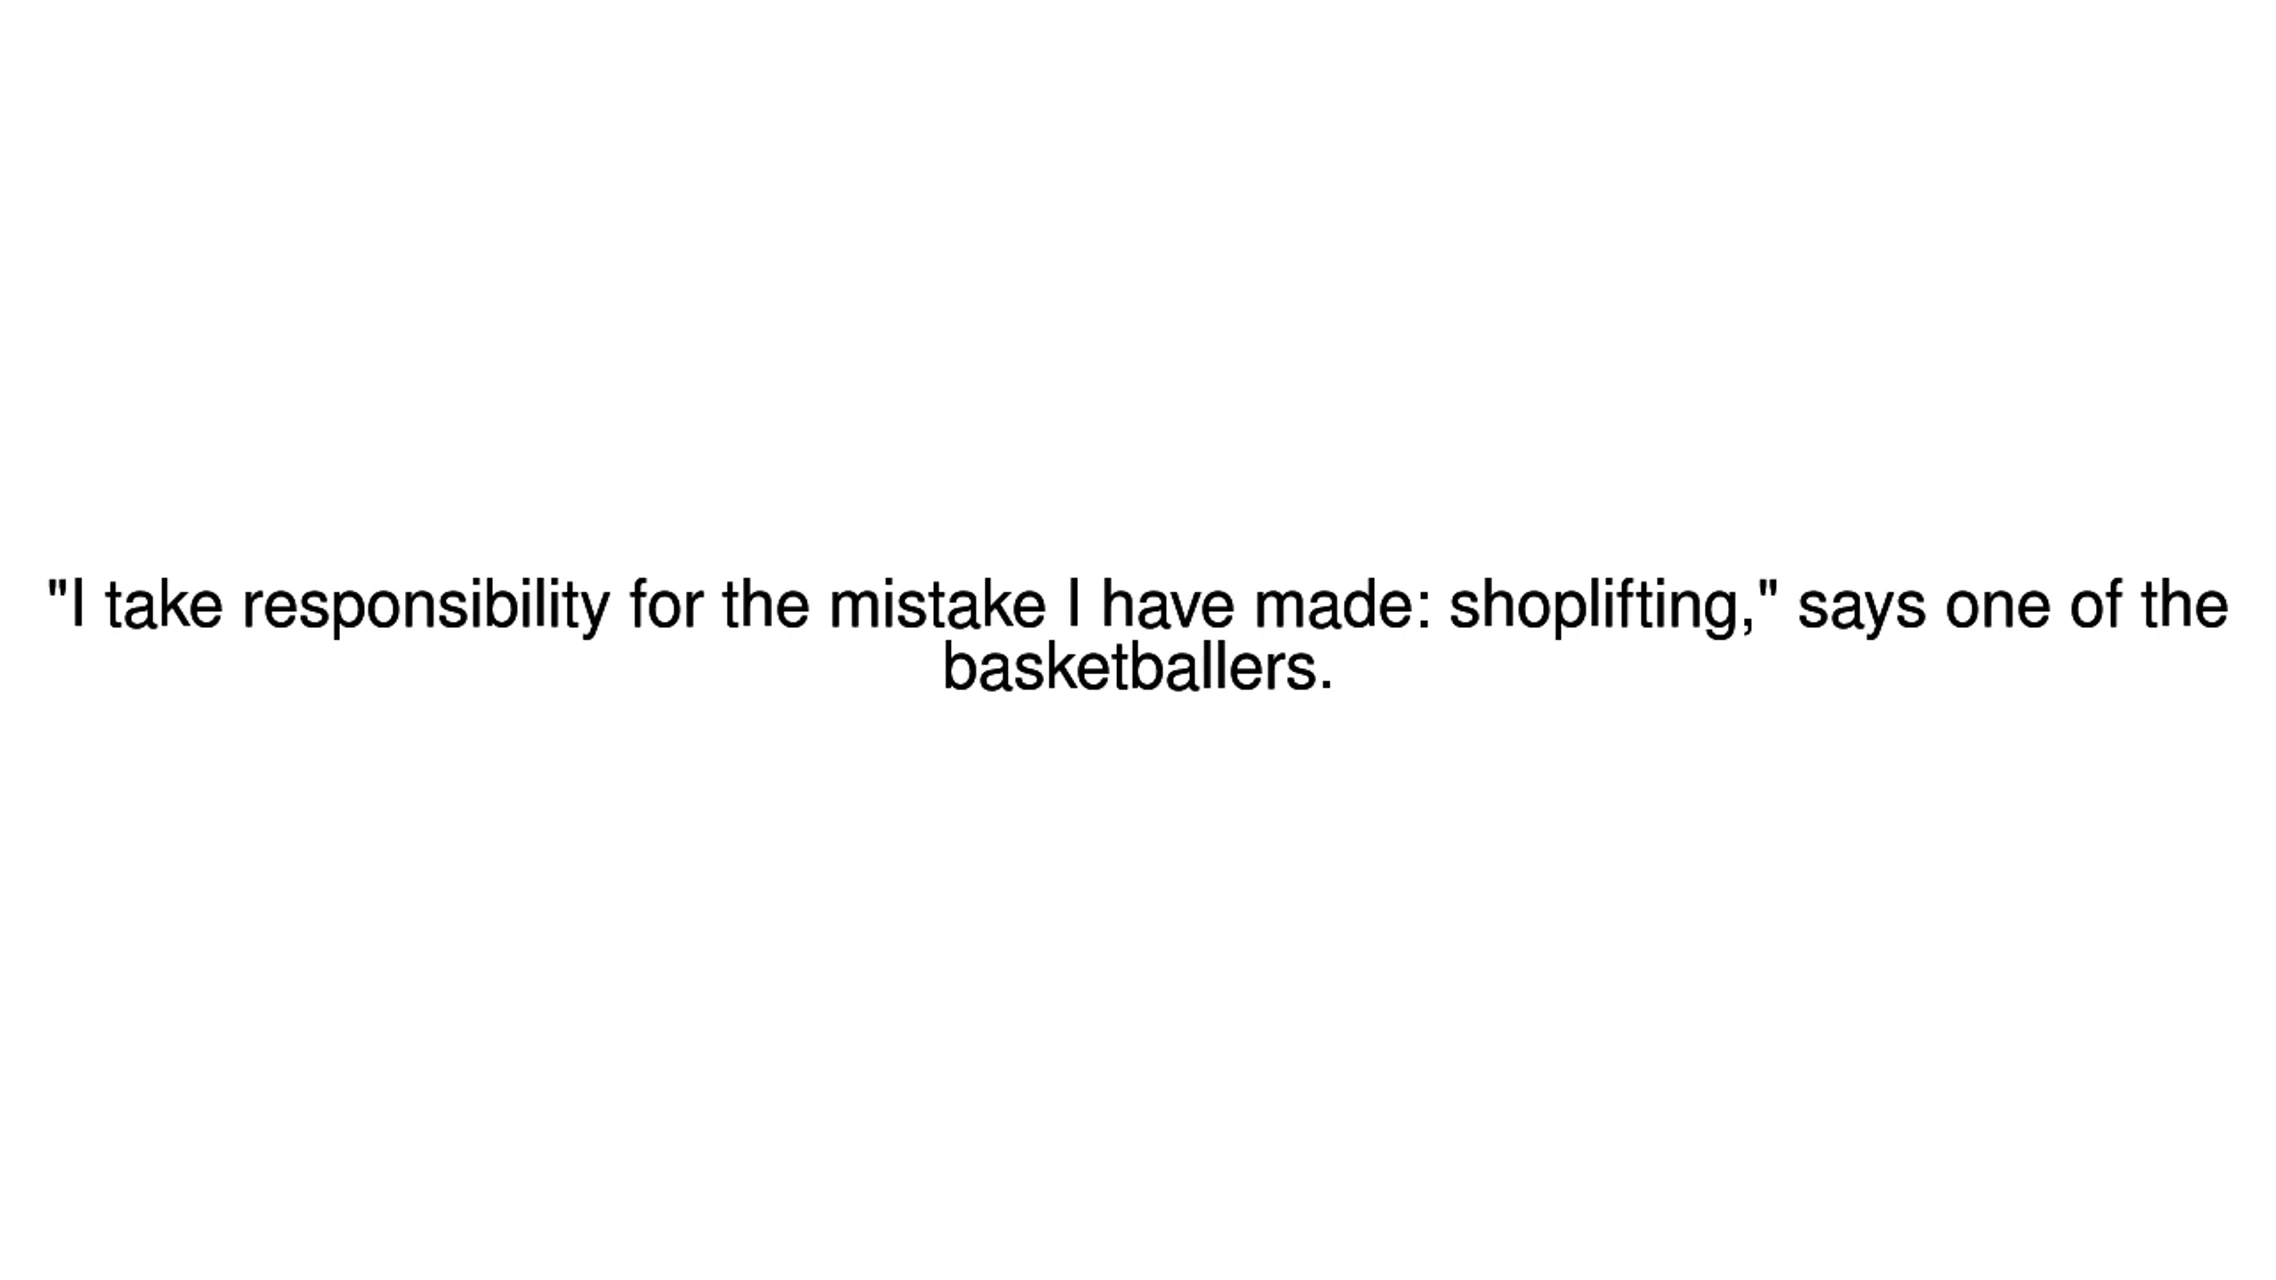 "I take responsibility for the mistake I have made: shoplifting," says one of the
basketballers.